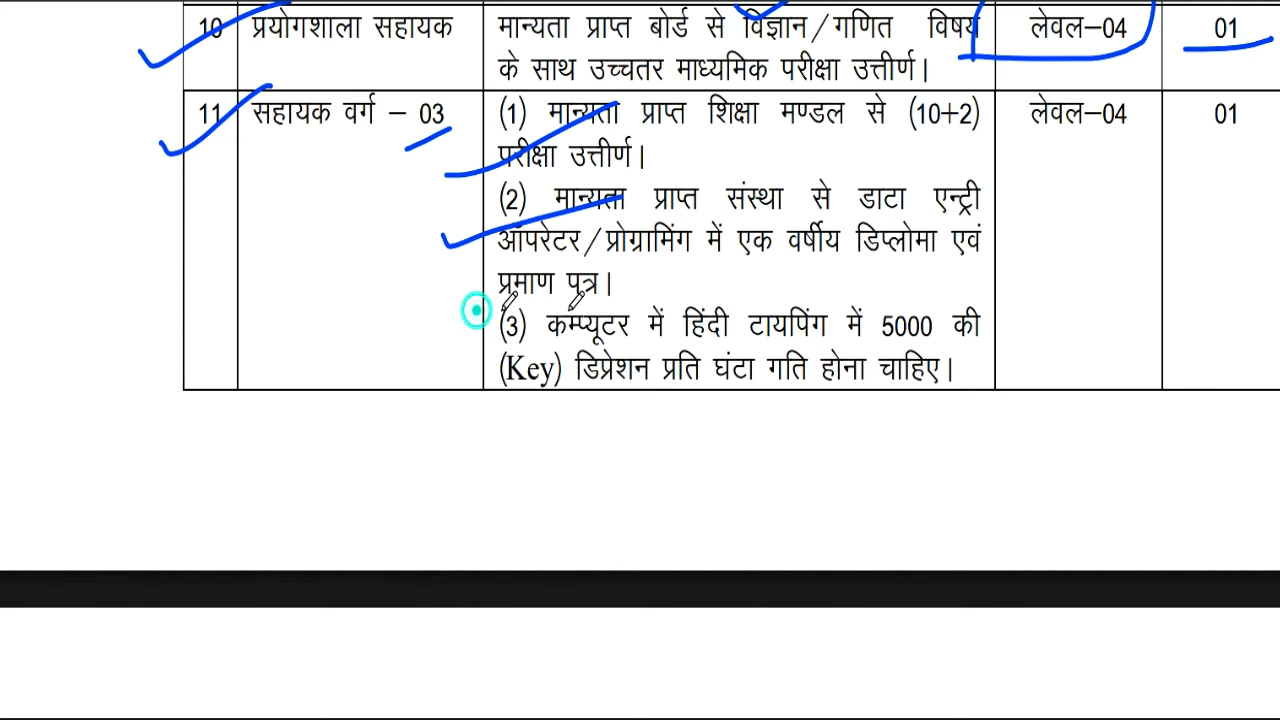 10 प्रयोगशाला सहायक मान्यता प्राप्त बोर्ड से विज्ञान/गणित विषय लेवल–04 01
के साथ उच्चतर माध्यमिक परीक्षा उत्तीर्ण।
11 सहायक वर्ग – 03 (1) मान्यता प्राप्त शिक्षा मण्डल से (10+2) लेवल–04 01
परीक्षा उत्तीर्ण।
(2) मान्यता प्राप्त संस्था से डाटा एन्ट्री
ऑपरेटर/प्रोग्रामिंग में एक वर्षीय डिप्लोमा एवं
प्रमाण पत्र।
(3) कम्प्यूटर में हिंदी टायपिंग में 5000 की
(Key) डिप्रेशन प्रति घंटा गति होना चाहिए।